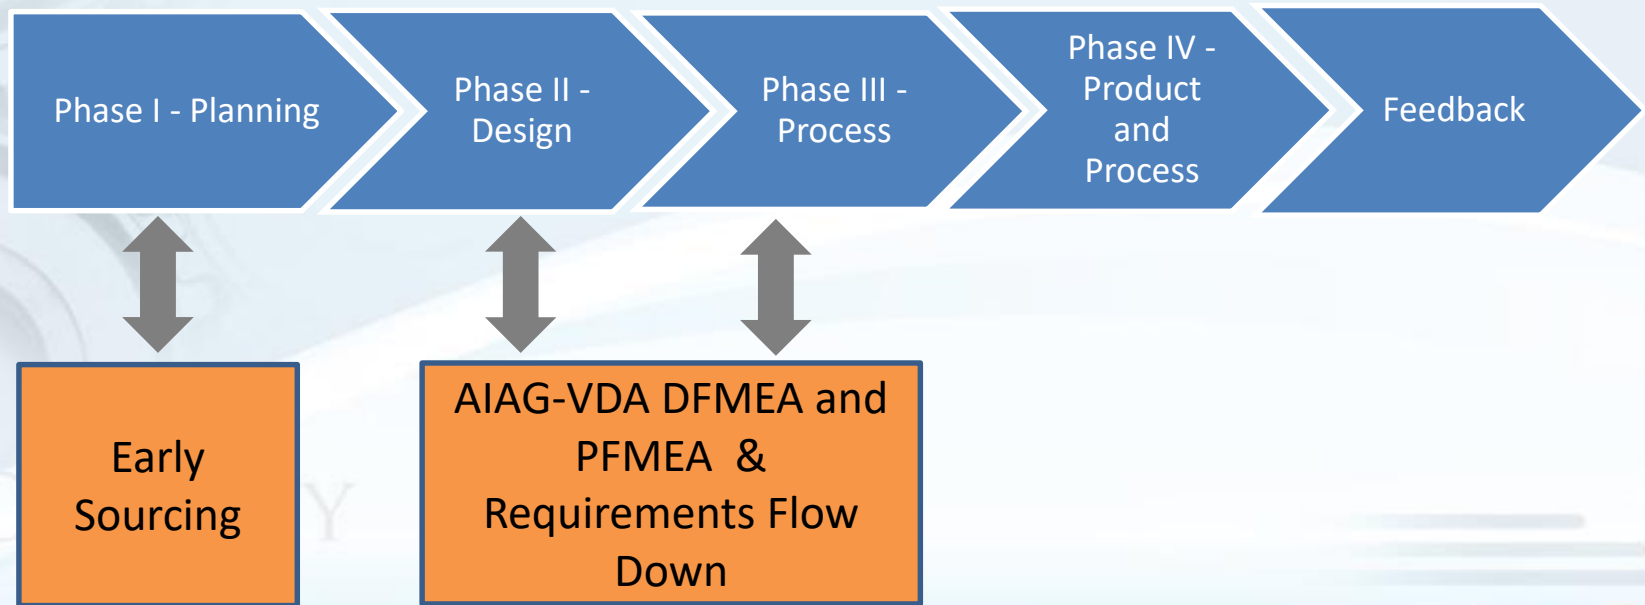 Phase I - Planning
Phase II -
Design
Phase III -
Process
Phase IV -
Product
and
Process
Feedback
Early
Sourcing
AIAG-VDA DFMEA and
PFMEA &
Requirements Flow
Down